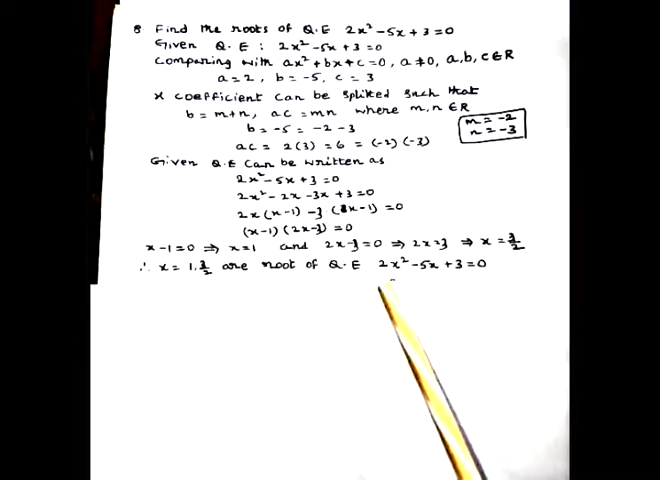 8 Find the roots of Q.E 2x² -5x + 3 = 0
Given Q.E : 2x² -5x + 3 = 0
Comparing with ax² + bx + c = 0, a ≠ 0, a, b, c ∈ R
a = 2, b = -5, c = 3
x coefficient can be splitted such that
b = m+n, ac = mn where m, n ∈ R
b = -5 = -2 -3
m = -2
n = -3
ac = 2(3) = 6 = (-2) (-3)
Given Q.E can be written as
2x² -5x + 3 = 0
2x² - 2x -3x + 3 = 0
2x (x-1) -3 (x-1) = 0
(x-1) (2x-3) = 0
x-1=0 ⇒ x=1 and 2x-3=0 ⇒ 2x=3 ⇒ x = 3/2
∴ x = 1, 3/2 are root of Q.E 2x² -5x + 3 = 0